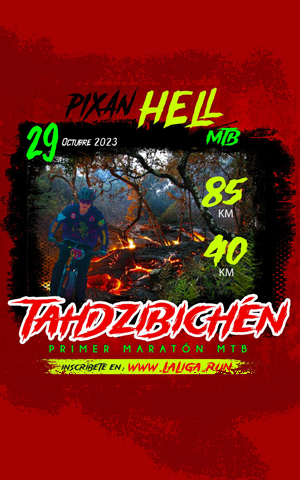 PIXAN HELL
MTB
29 OCTUBRE 2023
85
KM
40
KM
TAHDZIBICHÉN
PRIMER MARATÓN MTB
INSCRIBETE EN: WWW.LALIGA.RUN